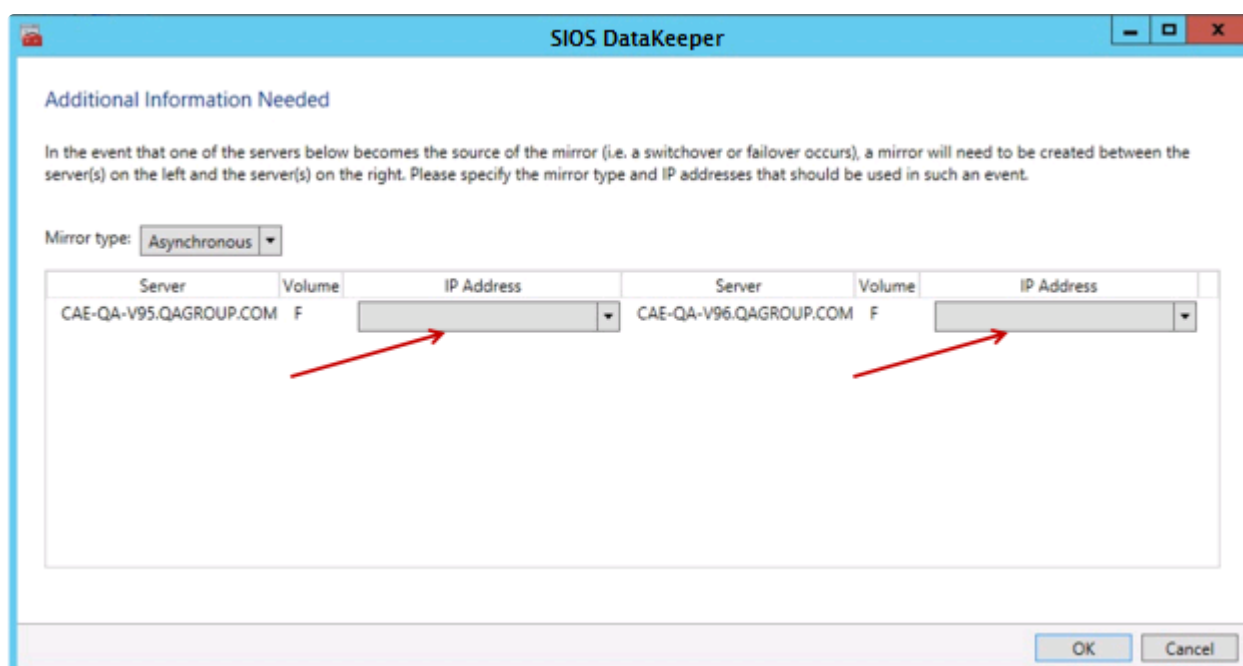 SIOS DataKeeper
Additional Information Needed
In the event that one of the servers below becomes the source of the mirror (i.e. a switchover or failover occurs), a mirror will need to be created between the
server(s) on the left and the server(s) on the right. Please specify the mirror type and IP addresses that should be used in such an event.
Mirror type: Asynchronous
Server Volume IP Address Server Volume IP Address
CAE-QA-V95.QAGROUP.COM F CAE-QA-V96.QAGROUP.COM F
OK Cancel